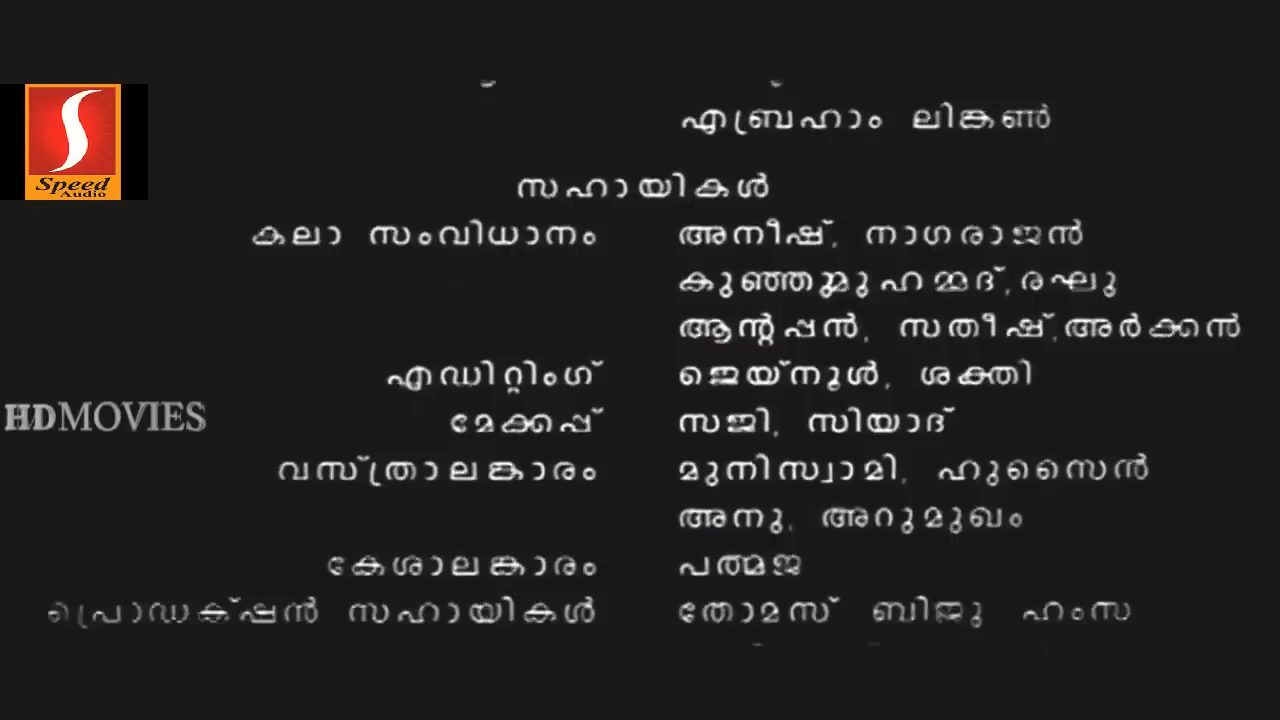 എബ്രഹാം ലിങ്കൺ
Speed
Audio
സഹായികൾ
കലാ സംവിധാനം അനീഷ്, നാഗരാജൻ
കുഞ്ഞുമുഹമ്മദ്,രഘു
ആന്റപ്പൻ, സതീഷ്,അർക്കൻ
എഡിറ്റിംഗ് ജെയ്നൂൾ, ശക്തി
HDMOVIES
മേക്കപ്പ് സജി, സിയാദ്
വസ്ത്രാലങ്കാരം മുനിസ്വാമി, ഹുസൈൻ
അനു, അറുമുഖം
കേശാലങ്കാരം പത്മജ
പ്രൊഡക്ഷൻ സഹായികൾ തോമസ് ബിജു ഹംസ